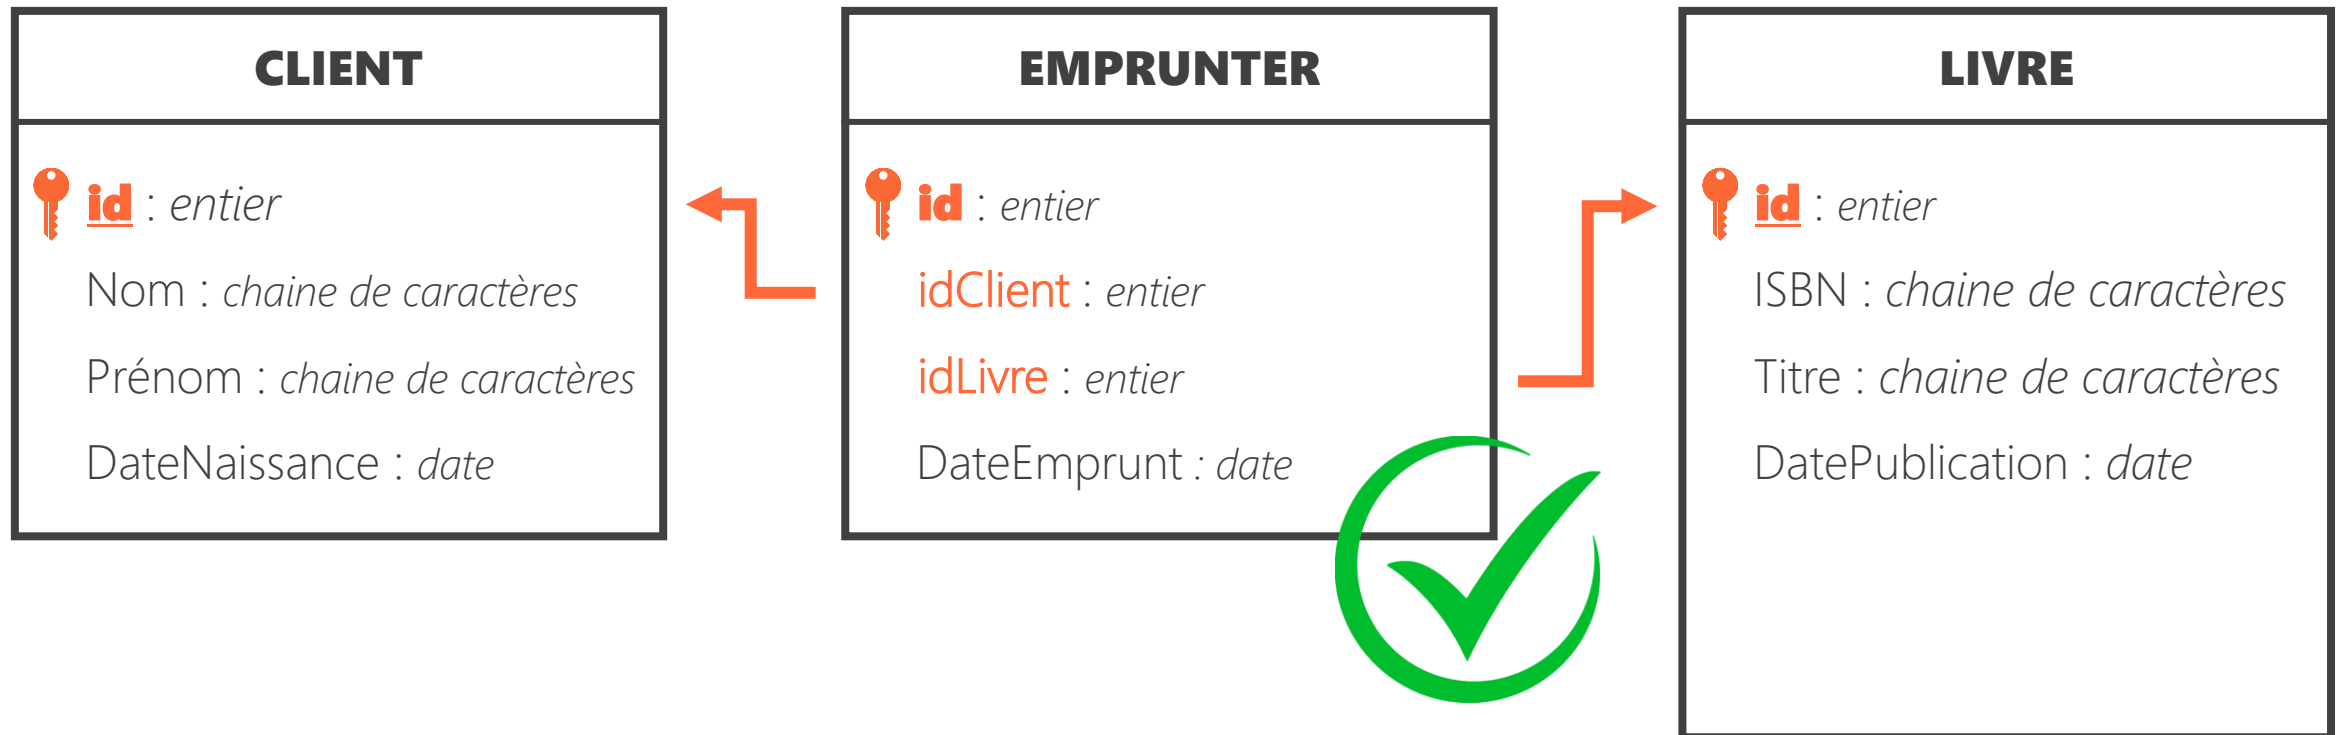 CLIENT
id : entier
Nom : chaine de caractères
Prénom : chaine de caractères
DateNaissance : date
EMPRUNTER
id : entier
idClient : entier
idLivre : entier
DateEmprunt : date
LIVRE
id : entier
ISBN : chaine de caractères
Titre : chaine de caractères
DatePublication : date